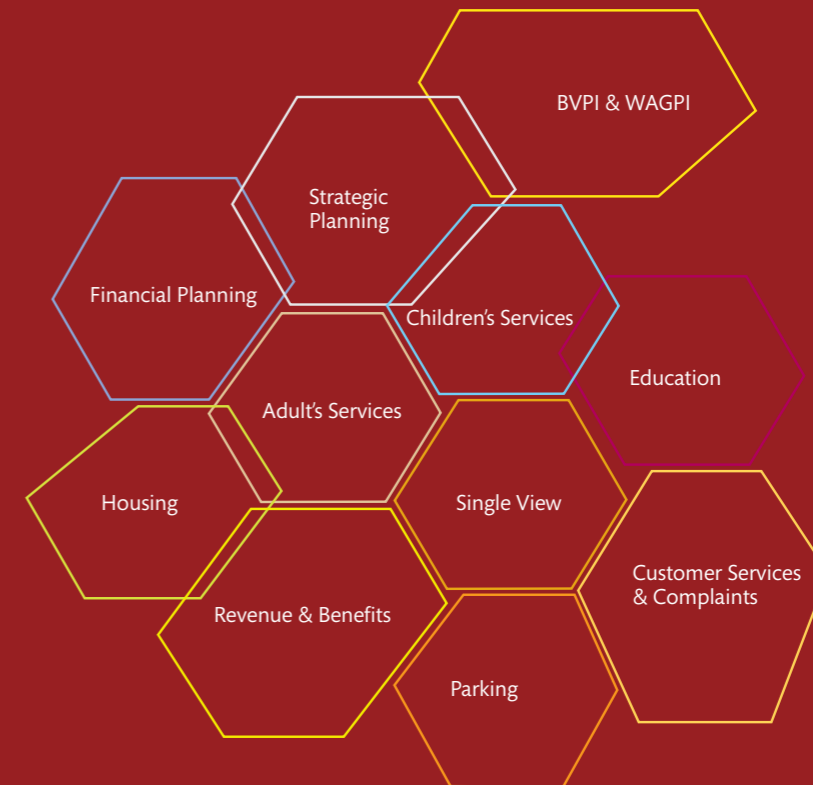 BVPI & WAGPI
Strategic
Planning
Financial Planning
Children's Services
Education
Adult's Services
Housing
Single View
Customer Services
& Complaints
Revenue & Benefits
Parking